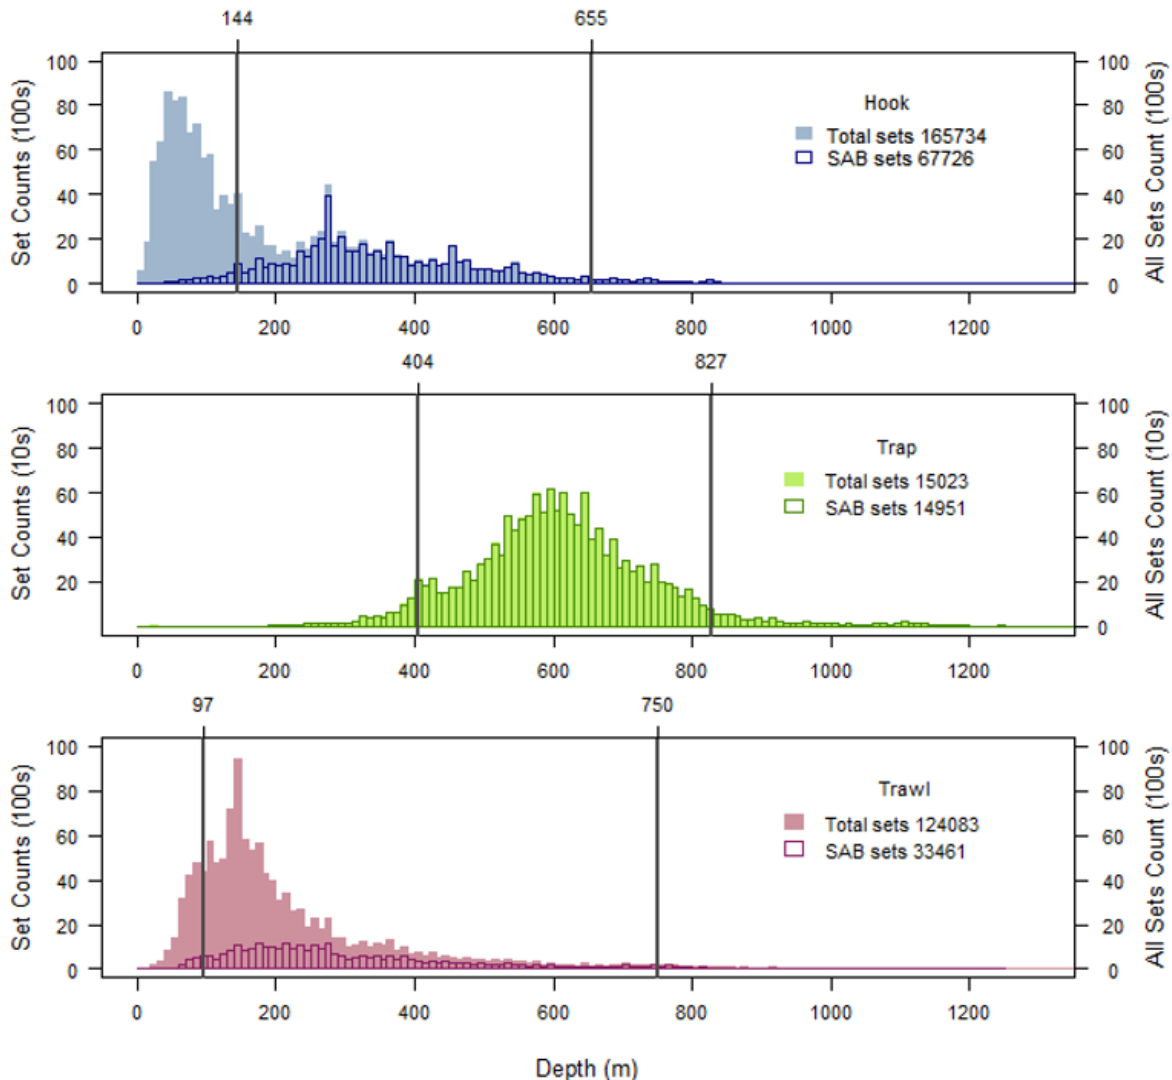 144 655
Set Counts (100s)
100 80 60 40 20 0
Hook
Total sets 165734
SAB sets 67726
100 80 60 40 20 0
All Sets Count (100s)
0 200 400 600 800 1000 1200
404 827
Set Counts (10s)
100 80 60 40 20
Trap
Total sets 15023
SAB sets 14951
100 80 60 40 20 0
All Sets Count (10s)
0 200 400 600 800 1000 1200
97 750
Set Counts (100s)
100 80 60 40 20 0
Trawl
Total sets 124083
SAB sets 33461
100 80 60 40 20 0
All Sets Count (100s)
0 200 400 600 800 1000 1200
Depth (m)